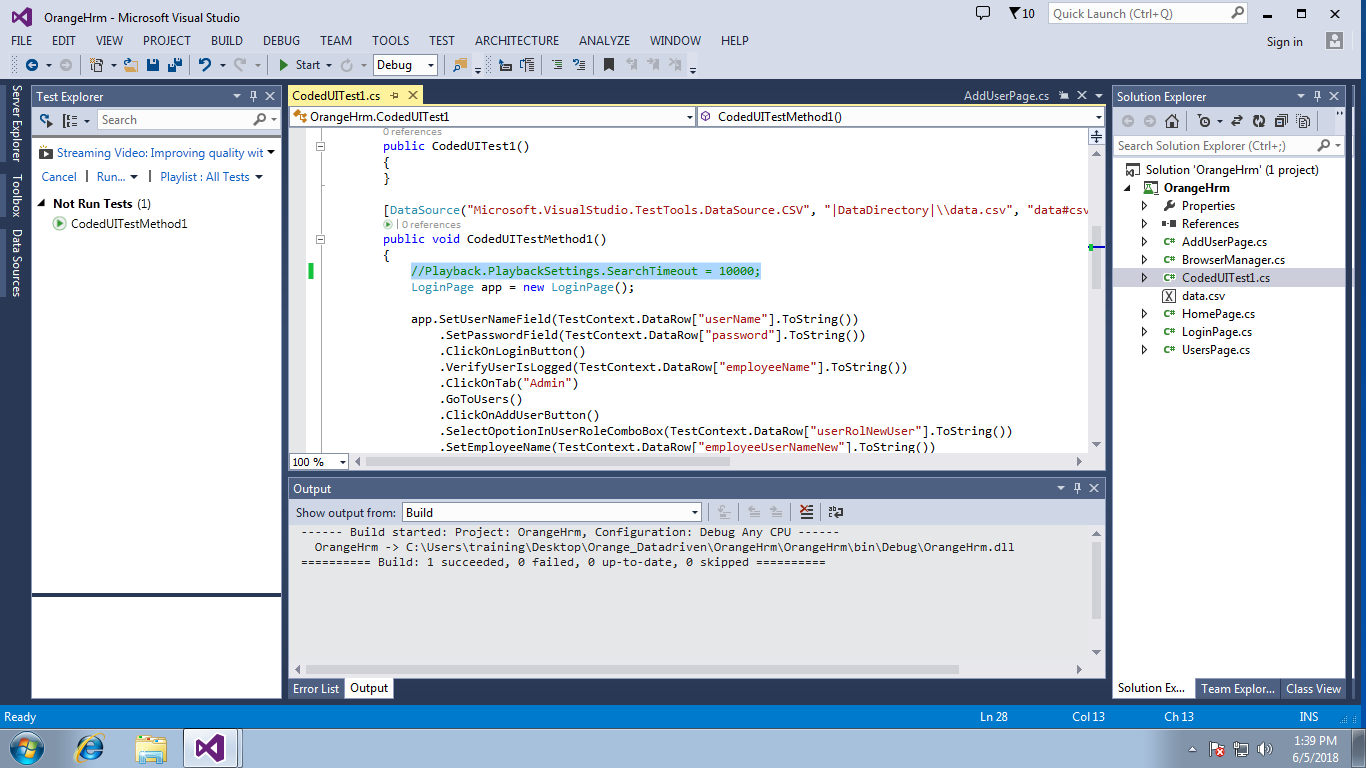 OrangeHrm - Microsoft Visual Studio
10
Quick Launch (Ctrl+Q)
FILE EDIT VIEW PROJECT BUILD DEBUG TEAM TOOLS TEST ARCHITECTURE ANALYZE WINDOW HELP
Sign in
Start
Debug
Server Explorer
Toolbox
Data Sources
Test Explorer
Search
Streaming Video: Improving quality wit
Cancel | Run... | Playlist : All Tests
Not Run Tests (1)
CodedUITestMethod1
CodedUITest1.cs
AddUserPage.cs
OrangeHrm.CodedUITest1
CodedUITestMethod1()
0 references
public CodedUITest1()
{
}
[DataSource("Microsoft.VisualStudio.TestTools.DataSource.CSV", "|DataDirectory|\\data.csv", "data#csv
| 0 references
public void CodedUITestMethod1()
{
//Playback.PlaybackSettings.SearchTimeout = 10000;
LoginPage app = new LoginPage();
app.SetUserNameField(TestContext.DataRow["userName"].ToString())
.SetPasswordField(TestContext.DataRow["password"].ToString())
.ClickOnLoginButton()
.VerifyUserIsLogged(TestContext.DataRow["employeeName"].ToString())
.ClickOnTab("Admin")
.GoToUsers()
.ClickOnAddUserButton()
.SelectOpotionInUserRoleComboBox(TestContext.DataRow["userRolNewUser"].ToString())
.SetEmployeeName(TestContext.DataRow["employeeUserNameNew"].ToString())
100 %
Output
Show output from: Build
------ Build started: Project: OrangeHrm, Configuration: Debug Any CPU ------
OrangeHrm -> C:\Users\training\Desktop\Orange_Datadriven\OrangeHrm\OrangeHrm\bin\Debug\OrangeHrm.dll
========== Build: 1 succeeded, 0 failed, 0 up-to-date, 0 skipped ==========
Error List Output
Solution Explorer
Search Solution Explorer (Ctrl+;)
Solution 'OrangeHrm' (1 project)
OrangeHrm
Properties
References
AddUserPage.cs
BrowserManager.cs
CodedUITest1.cs
data.csv
HomePage.cs
LoginPage.cs
UsersPage.cs
Solution Ex... Team Explor... Class View
Ready
Ln 28 Col 13 Ch 13 INS
1:39 PM
6/5/2018